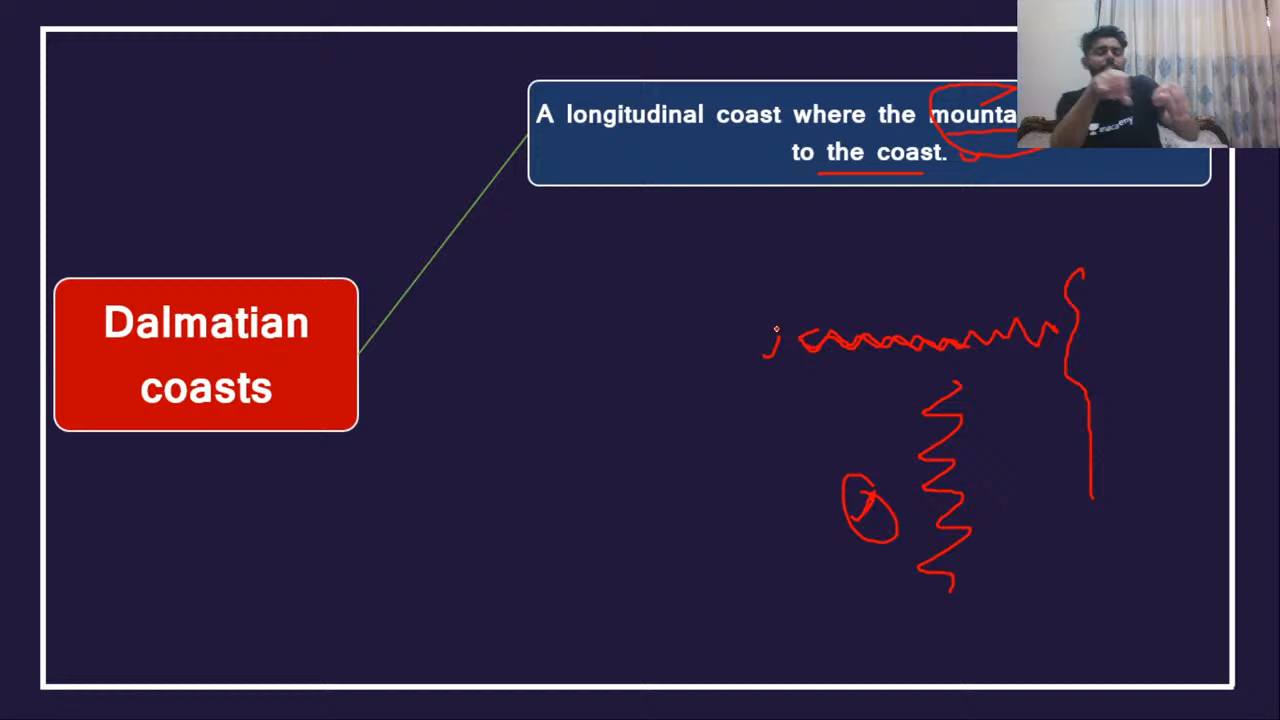 A longitudinal coast where the mounta
to the coast.
Dalmatian
coasts